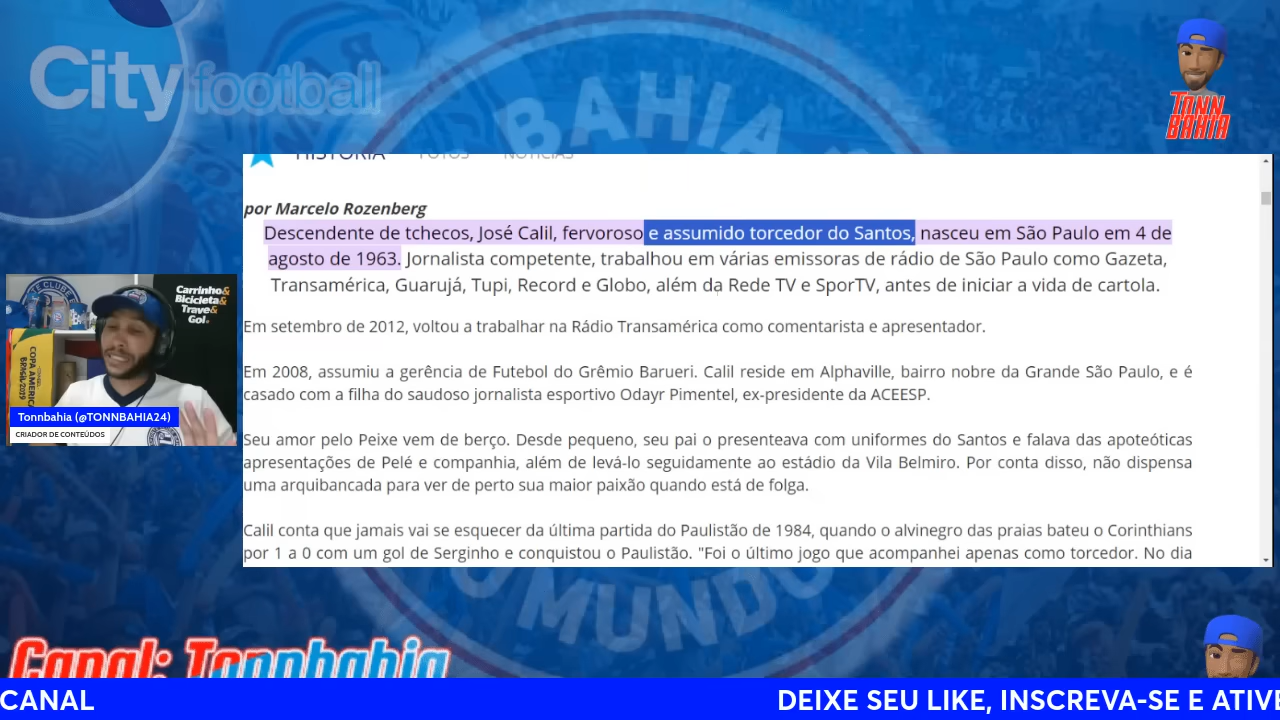 City football
TONN
BAHIA
BAHIA
HISTÓRIA FOTOS NOTÍCIAS
por Marcelo Rozenberg
Descendente de tchecos, José Calil, fervoroso e assumido torcedor do Santos, nasceu em São Paulo em 4 de
agosto de 1963. Jornalista competente, trabalhou em várias emissoras de rádio de São Paulo como Gazeta,
Transamérica, Guarujá, Tupi, Record e Globo, além da Rede TV e SporTV, antes de iniciar a vida de cartola.
Em setembro de 2012, voltou a trabalhar na Rádio Transamérica como comentarista e apresentador.
Em 2008, assumiu a gerência de Futebol do Grêmio Barueri. Calil reside em Alphaville, bairro nobre da Grande São Paulo, e é
casado com a filha do saudoso jornalista esportivo Odayr Pimentel, ex-presidente da ACEESP.
Seu amor pelo Peixe vem de berço. Desde pequeno, seu pai o presenteava com uniformes do Santos e falava das apoteóticas
apresentações de Pelé e companhia, além de levá-lo seguidamente ao estádio da Vila Belmiro. Por conta disso, não dispensa
uma arquibancada para ver de perto sua maior paixão quando está de folga.
Calil conta que jamais vai se esquecer da última partida do Paulistão de 1984, quando o alvinegro das praias bateu o Corinthians
por 1 a 0 com um gol de Serginho e conquistou o Paulistão. "Foi o último jogo que acompanhei apenas como torcedor. No dia
Carrinho&
Bicicleta&
Trave&
Gol.
COPA AMERICA
BRASIL 2019
Tonnbahia (@TONNBAHIA24)
CRIADOR DE CONTEÚDOS
O MUNDO
Canal: Tonnbahia
CANAL DEIXE SEU LIKE, INSCREVA-SE E ATIVE